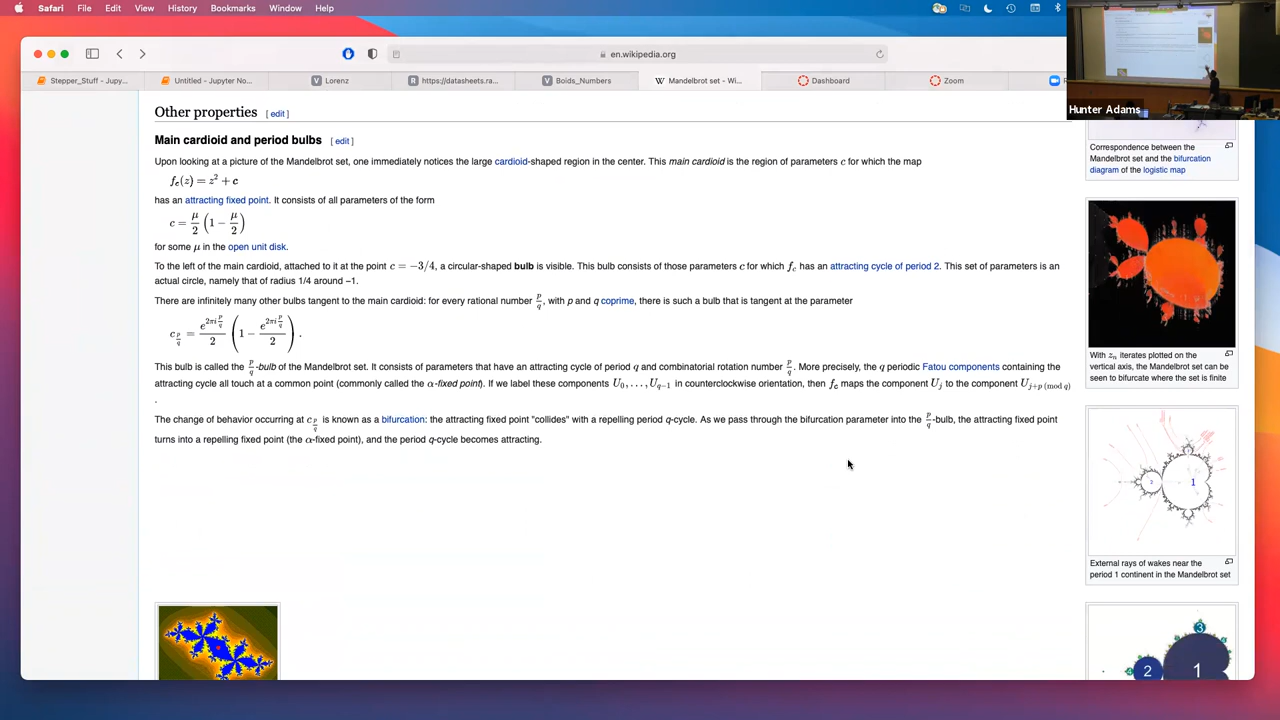 Safari File Edit View History Bookmarks Window Help
en.wikipedia.org
Stepper_Stuff - Jupy... Untitled - Jupyter No... Lorenz https://datasheets.ra... Boids_Numbers Mandelbrot set - Wi... Dashboard Zoom
Hunter Adams
Other properties [ edit ]
Main cardioid and period bulbs [ edit ]
Upon looking at a picture of the Mandelbrot set, one immediately notices the large cardioid-shaped region in the center. This main cardioid is the region of parameters c for which the map
f_c(z) = z² + c
has an attracting fixed point. It consists of all parameters of the form
c = μ/2 (1 − μ/2)
for some μ in the open unit disk.
To the left of the main cardioid, attached to it at the point c = −3/4, a circular-shaped bulb is visible. This bulb consists of those parameters c for which f_c has an attracting cycle of period 2. This set of parameters is an
actual circle, namely that of radius 1/4 around −1.
There are infinitely many other bulbs tangent to the main cardioid: for every rational number p/q, with p and q coprime, there is such a bulb that is tangent at the parameter
c_{p/q} = e^{2πi p/q}/2 (1 − e^{2πi p/q}/2).
This bulb is called the p/q-bulb of the Mandelbrot set. It consists of parameters that have an attracting cycle of period q and combinatorial rotation number p/q. More precisely, the q periodic Fatou components containing the
attracting cycle all touch at a common point (commonly called the α-fixed point). If we label these components U_0, …, U_{q−1} in counterclockwise orientation, then f_c maps the component U_j to the component U_{j+p (mod q)}
.
The change of behavior occurring at c_{p/q} is known as a bifurcation: the attracting fixed point "collides" with a repelling period q-cycle. As we pass through the bifurcation parameter into the p/q-bulb, the attracting fixed point
turns into a repelling fixed point (the α-fixed point), and the period q-cycle becomes attracting.
Correspondence between the
Mandelbrot set and the bifurcation
diagram of the logistic map
With z_n iterates plotted on the
vertical axis, the Mandelbrot set can be
seen to bifurcate where the set is finite
2 1
External rays of wakes near the
period 1 continent in the Mandelbrot set
3
4 2 1